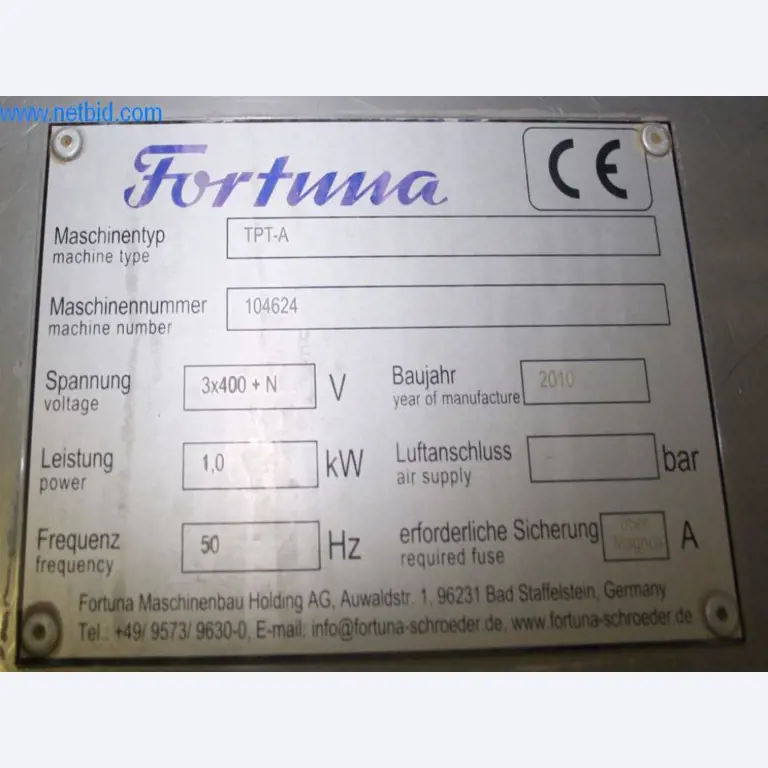 www.netbid.com
Fortuna CE
Maschinentyp TPT-A
machine type
Maschinennummer 104624
machine number
Spannung 3x400 + N V Baujahr 2010
voltage year of manufacture
Leistung 1,0 kW Luftanschluss bar
power air supply
Frequenz 50 Hz erforderliche Sicherung über Magnus A
frequency required fuse
Fortuna Maschinenbau Holding AG, Auwaldstr. 1, 96231 Bad Staffelstein, Germany
Tel.: +49/ 9573/ 9630-0, E-mail: info@fortuna-schroeder.de, www.fortuna-schroeder.de